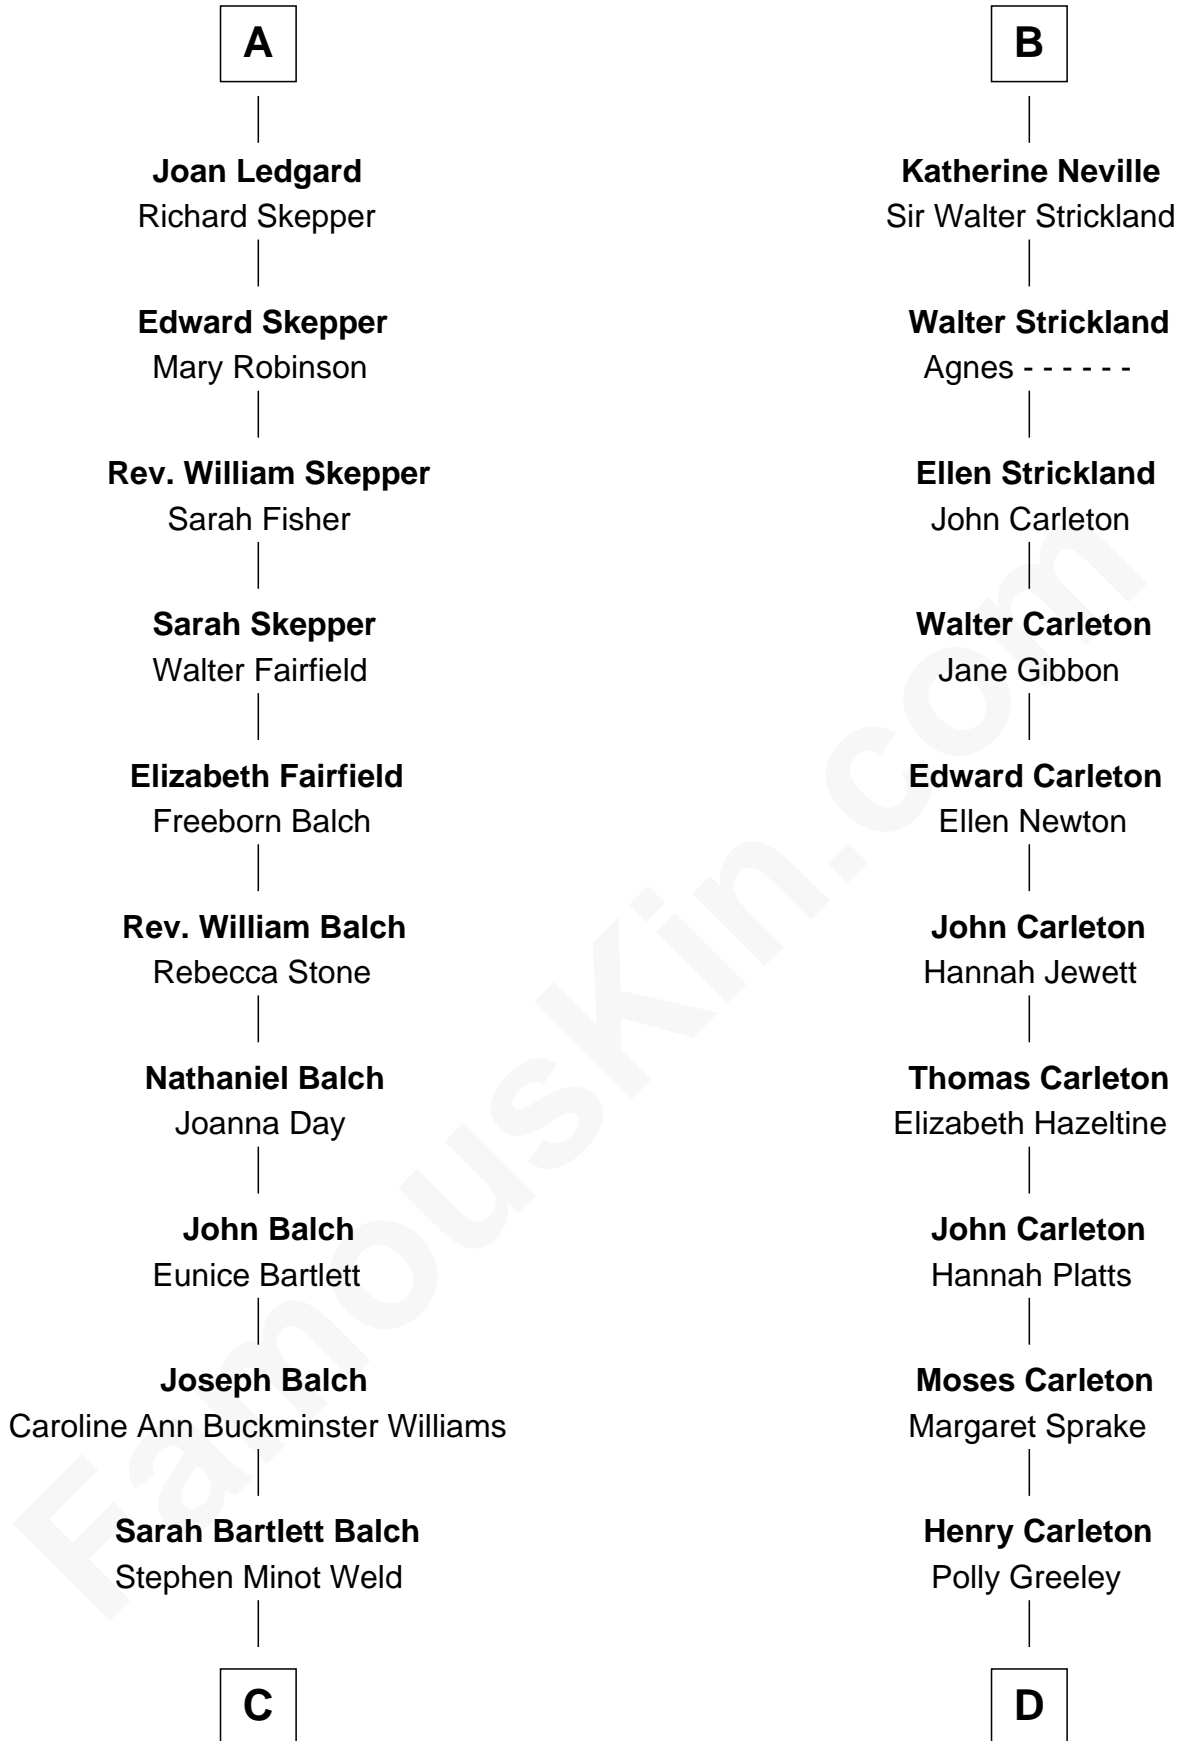 A
Joan Ledgard
Richard Skepper
Edward Skepper
Mary Robinson
Rev. William Skepper
Sarah Fisher
Sarah Skepper
Walter Fairfield
Elizabeth Fairfield
Freeborn Balch
Rev. William Balch
Rebecca Stone
Nathaniel Balch
Joanna Day
John Balch
Eunice Bartlett
Joseph Balch
Caroline Ann Buckminster Williams
Sarah Bartlett Balch
Stephen Minot Weld
C
B
Katherine Neville
Sir Walter Strickland
Walter Strickland
Agnes - - - - - -
Ellen Strickland
John Carleton
Walter Carleton
Jane Gibbon
Edward Carleton
Ellen Newton
John Carleton
Hannah Jewett
Thomas Carleton
Elizabeth Hazeltine
John Carleton
Hannah Platts
Moses Carleton
Margaret Sprake
Henry Carleton
Polly Greeley
D
FamousKin.com